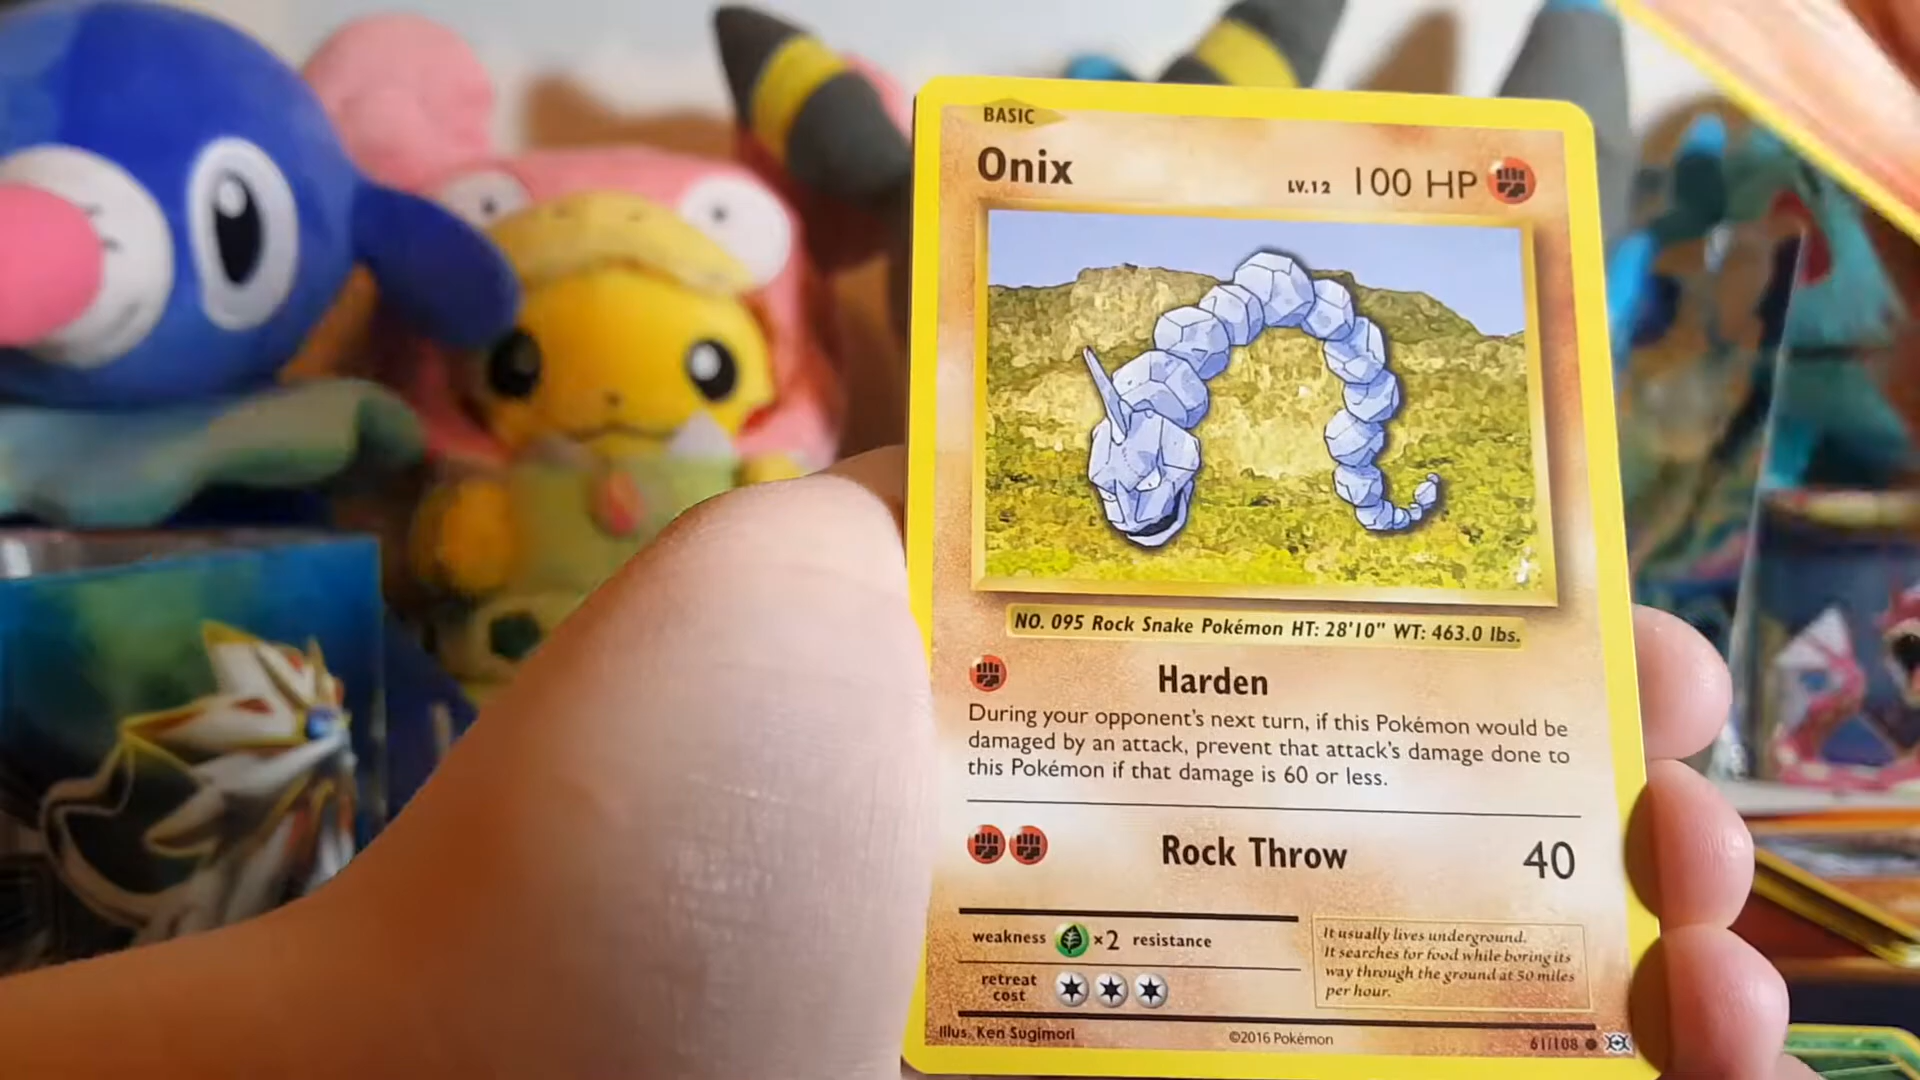 BASIC
Onix
LV.12 100 HP
NO. 095 Rock Snake Pokémon HT: 28'10" WT: 463.0 lbs.
Harden
During your opponent's next turn, if this Pokémon would be
damaged by an attack, prevent that attack's damage done to
this Pokémon if that damage is 60 or less.
Rock Throw 40
weakness ×2 resistance
retreat
cost
It usually lives underground.
It searches for food while boring its
way through the ground at 50 miles
per hour.
Illus. Ken Sugimori
©2016 Pokémon
61/108